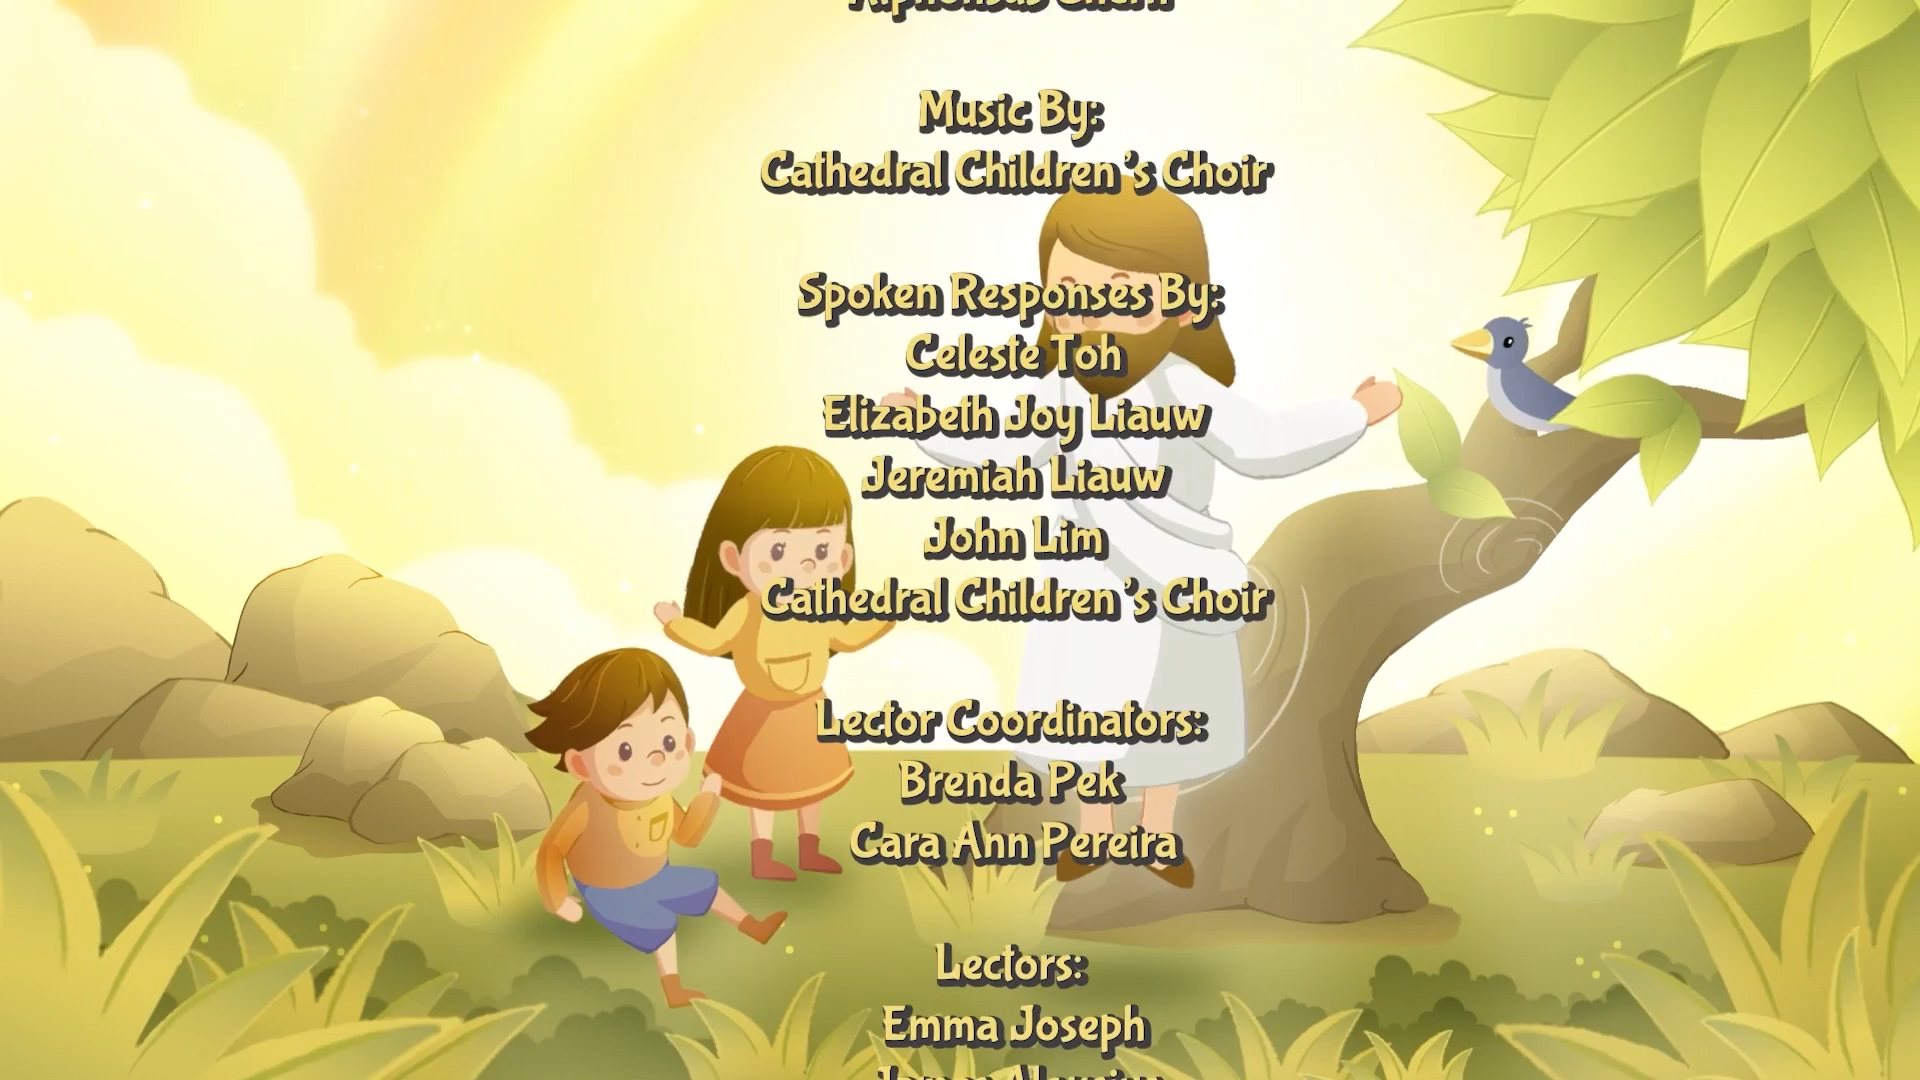 Music By:
Cathedral Children's Choir
Spoken Responses By:
Celeste Toh
Elizabeth Joy Liauw
Jeremiah Liauw
John Lim
Cathedral Children's Choir
Lector Coordinators:
Brenda Pek
Cara Ann Pereira
Lectors:
Emma Joseph